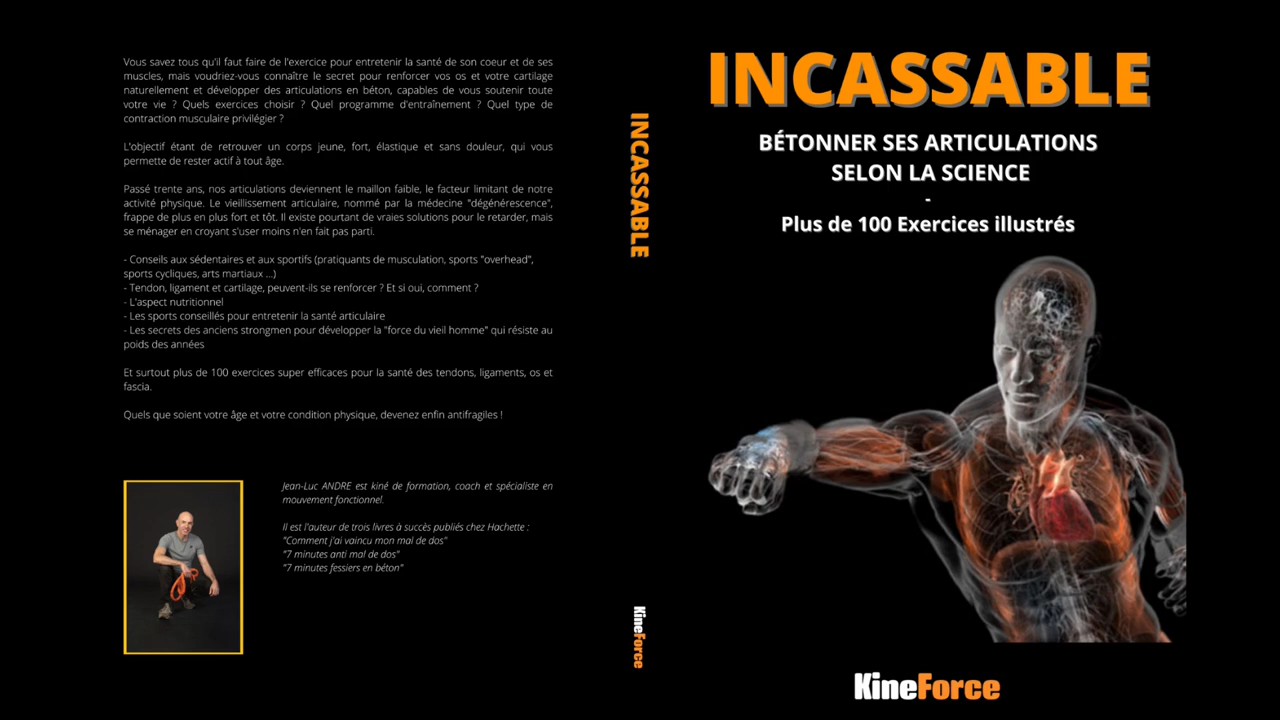 Vous savez tous qu'il faut faire de l'exercice pour entretenir la santé de son coeur et de ses
muscles, mais voudriez-vous connaître le secret pour renforcer vos os et votre cartilage
naturellement et développer des articulations en béton, capables de vous soutenir toute
votre vie ? Quels exercices choisir ? Quel programme d'entraînement ? Quel type de
contraction musculaire privilégier ?
L'objectif étant de retrouver un corps jeune, fort, élastique et sans douleur, qui vous
permette de rester actif à tout âge.
Passé trente ans, nos articulations deviennent le maillon faible, le facteur limitant de notre
activité physique. Le vieillissement articulaire, nommé par la médecine "dégénérescence",
frappe de plus en plus fort et tôt. Il existe pourtant de vraies solutions pour le retarder, mais
se ménager en croyant s'user moins n'en fait pas parti.
- Conseils aux sédentaires et aux sportifs (pratiquants de musculation, sports "overhead",
sports cycliques, arts martiaux ...)
- Tendon, ligament et cartilage, peuvent-ils se renforcer ? Et si oui, comment ?
- L'aspect nutritionnel
- Les sports conseillés pour entretenir la santé articulaire
- Les secrets des anciens strongmen pour développer la "force du vieil homme" qui résiste au
poids des années
Et surtout plus de 100 exercices super efficaces pour la santé des tendons, ligaments, os et
fascia.
Quels que soient votre âge et votre condition physique, devenez enfin antifragiles !
Jean-Luc ANDRE est kiné de formation, coach et spécialiste en
mouvement fonctionnel.
Il est l'auteur de trois livres à succès publiés chez Hachette :
"Comment j'ai vaincu mon mal de dos"
"7 minutes anti mal de dos"
"7 minutes fessiers en béton"
INCASSABLE
KineForce
INCASSABLE
BÉTONNER SES ARTICULATIONS
SELON LA SCIENCE
-
Plus de 100 Exercices illustrés
KineForce